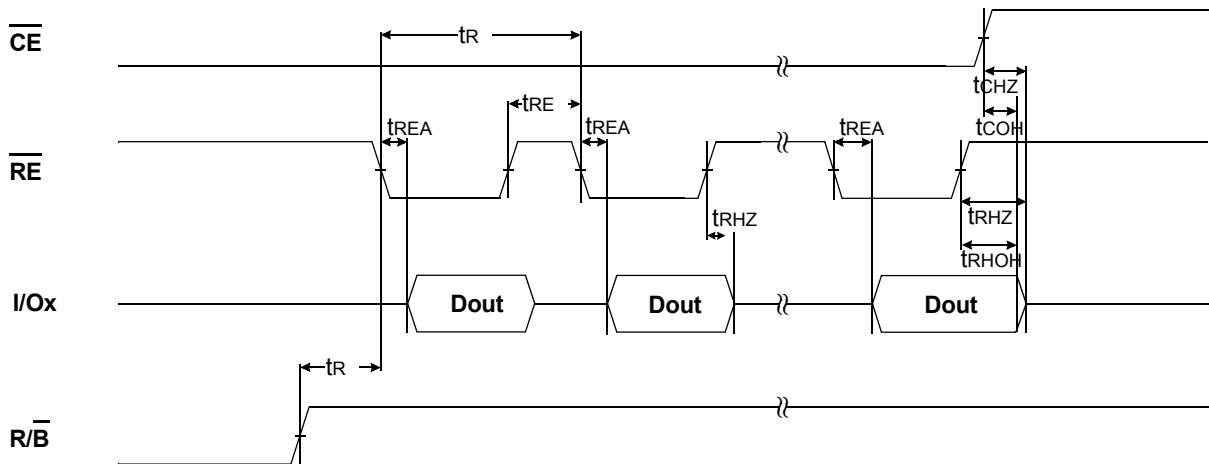 CE
tR
tCHZ
tRE
tCOH
tREA
tREA
tREA
RE
tRHZ
tRHZ
tRHOH
I/Ox
Dout
Dout
Dout
tR
R/B